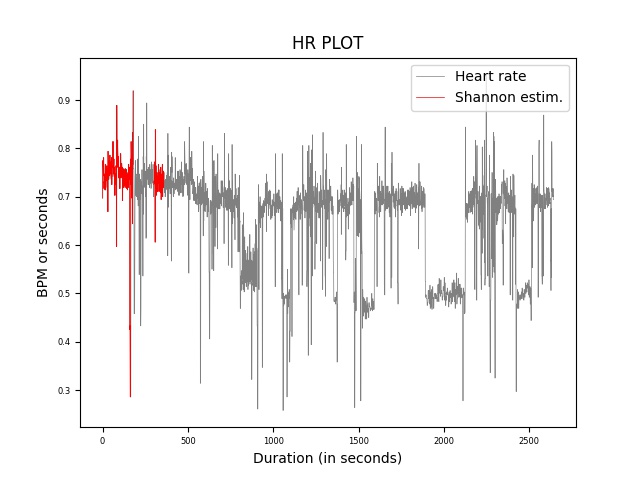 HR PLOT
Heart rate
Shannon estim.
BPM or seconds
0.9
0.8
0.7
0.6
0.5
0.4
0.3
0
500
1000
1500
2000
2500
Duration (in seconds)